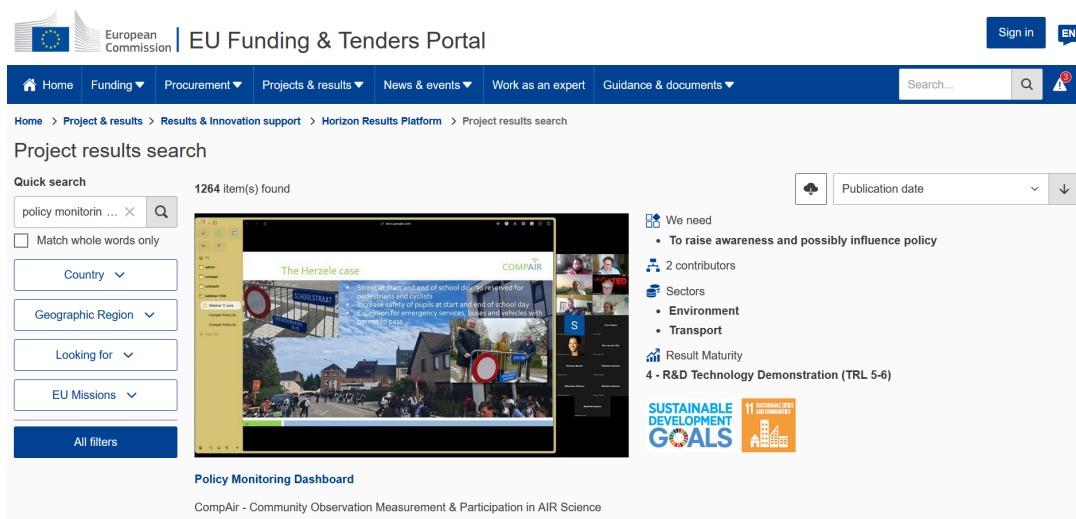 European
Commission
EU Funding & Tenders Portal
Sign in
EN
Home Funding Procurement Projects & results News & events Work as an expert Guidance & documents
Search...
3
Home > Project & results > Results & Innovation support > Horizon Results Platform > Project results search
Project results search
Quick search
1264 item(s) found
Publication date
policy monitorin ...
Match whole words only
Country
Geographic Region
Looking for
EU Missions
All filters
The Herzele case
COMPAIR
Street at start and end of school day
reserved for
pedestrians and cyclists
Increase safety of pupils at start and end of school day
Exception for emergency services, buses and vehicles with
permit to pass
SCHOOLSTRAAT
S
We need
To raise awareness and possibly influence policy
2 contributors
Sectors
Environment
Transport
Result Maturity
4 - R&D Technology Demonstration (TRL 5-6)
SUSTAINABLE
DEVELOPMENT
GOALS
11 SUSTAINABLE CITIES
AND COMMUNITIES
Policy Monitoring Dashboard
CompAir - Community Observation Measurement & Participation in AIR Science